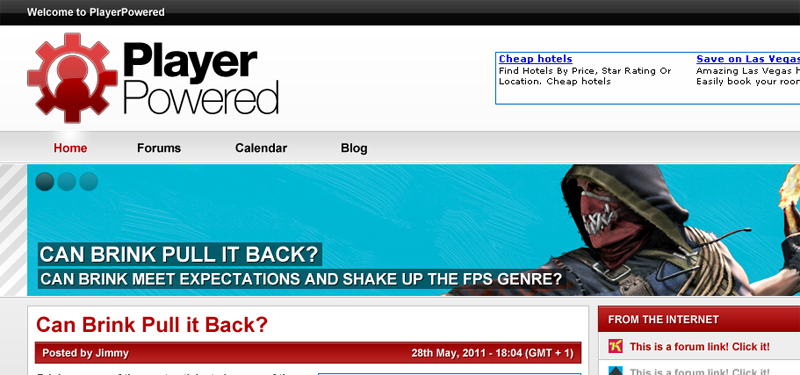 Welcome to PlayerPowered
Player
Powered
Cheap hotels
Find Hotels By Price, Star Rating Or
Location. Cheap hotels
Save on Las Vegas
Amazing Las Vegas
Easily book your
Home
Forums
Calendar
Blog
CAN BRINK PULL IT BACK?
CAN BRINK MEET EXPECTATIONS AND SHAKE UP THE FPS GENRE?
Can Brink Pull it Back?
Posted by Jimmy
28th May, 2011 - 18:04 (GMT + 1)
FROM THE INTERNET
This is a forum link! Click it!
This is a forum link! Click it!